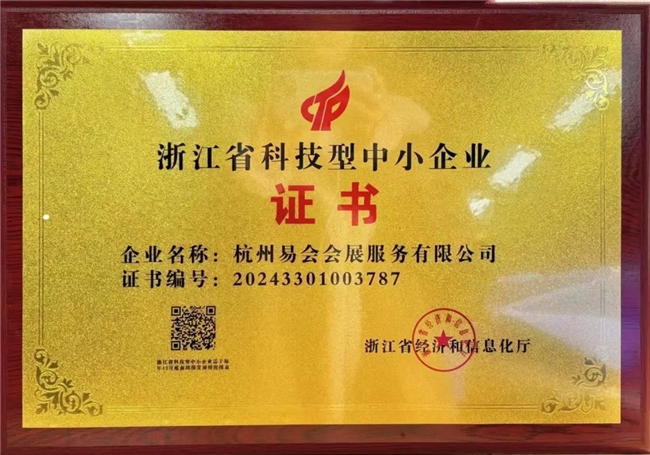 浙江省科技型中小企业
证书
企业名称：杭州易会会展服务有限公司
证书编号：20243301003787
浙江省经济和信息化厅